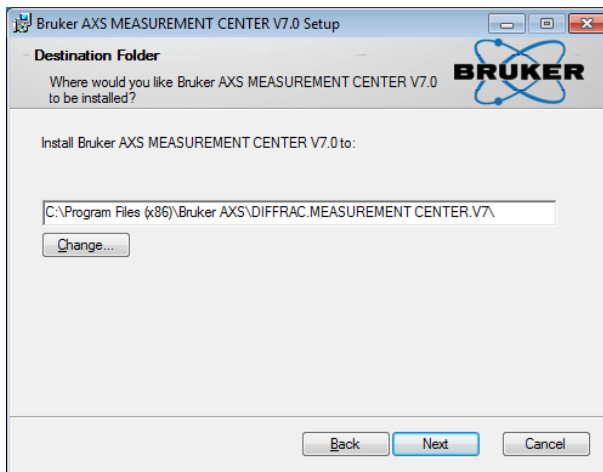 Bruker AXS MEASUREMENT CENTER V7.0 Setup
Destination Folder
Where would you like Bruker AXS MEASUREMENT CENTER V7.0
to be installed?
BRUKER
Install Bruker AXS MEASUREMENT CENTER V7.0 to:
C:\Program Files (x86)\Bruker AXS\DIFFRAC.MEASUREMENT CENTER.V7\
Change...
Back
Next
Cancel